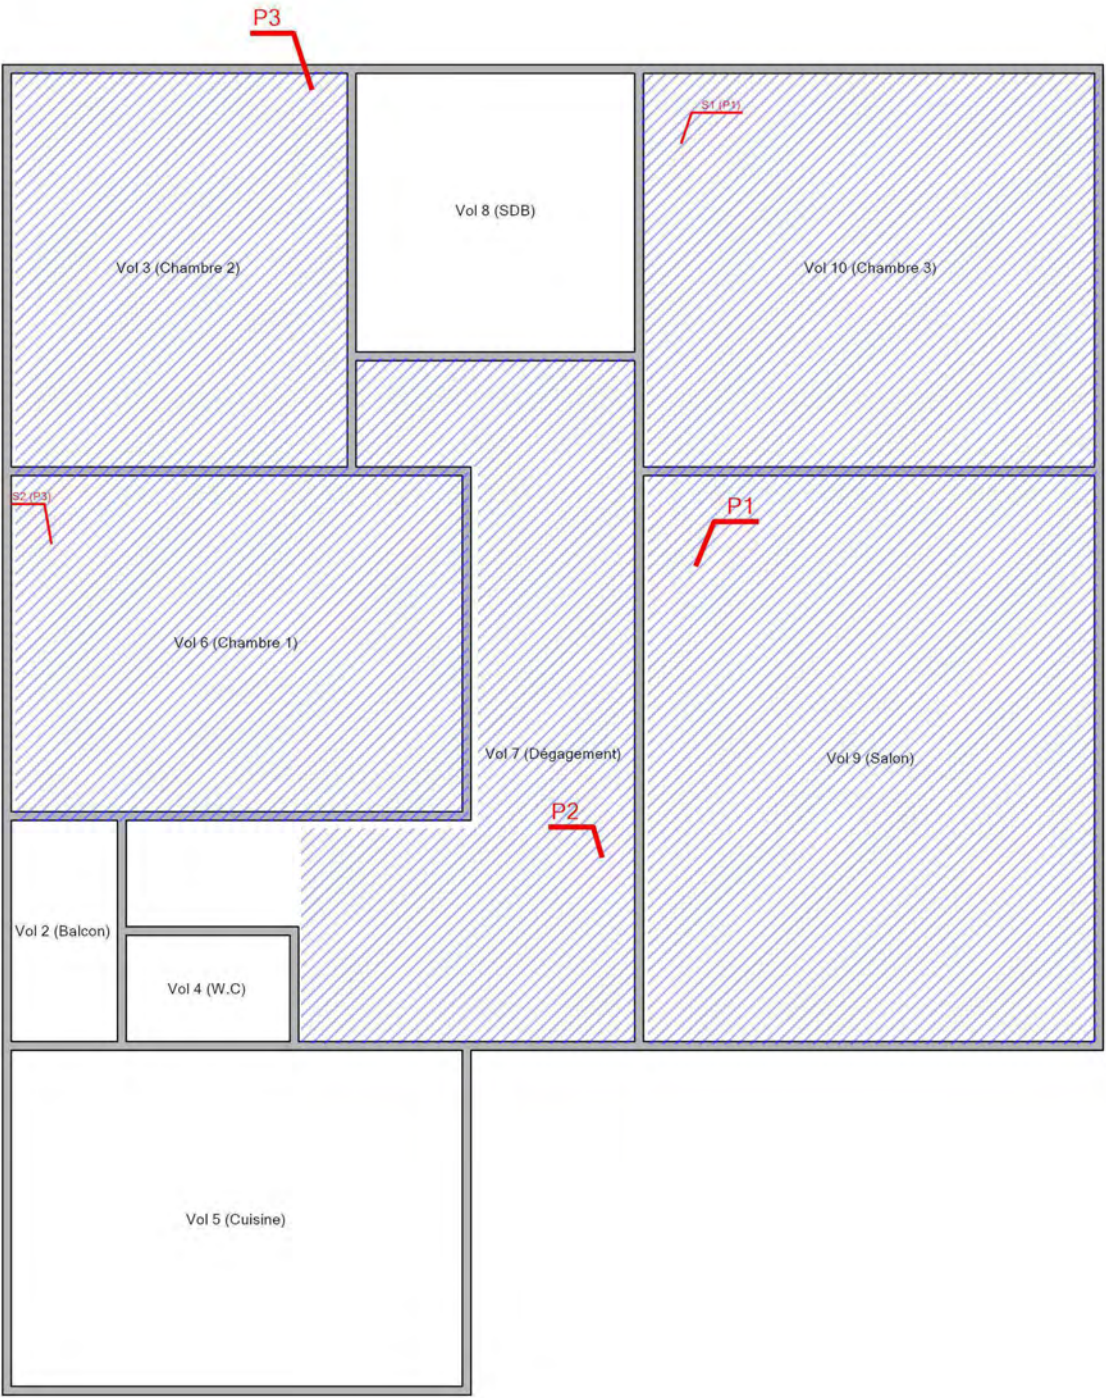 P3
S1 (P1)
Vol 8 (SDB)
Vol 3 (Chambre 2)
Vol 10 (Chambre 3)
S2 (P3)
P1
Vol 6 (Chambre 1)
Vol 7 (Dégagement)
Vol 9 (Salon)
P2
Vol 2 (Balcon)
Vol 4 (W.C)
Vol 5 (Cuisine)